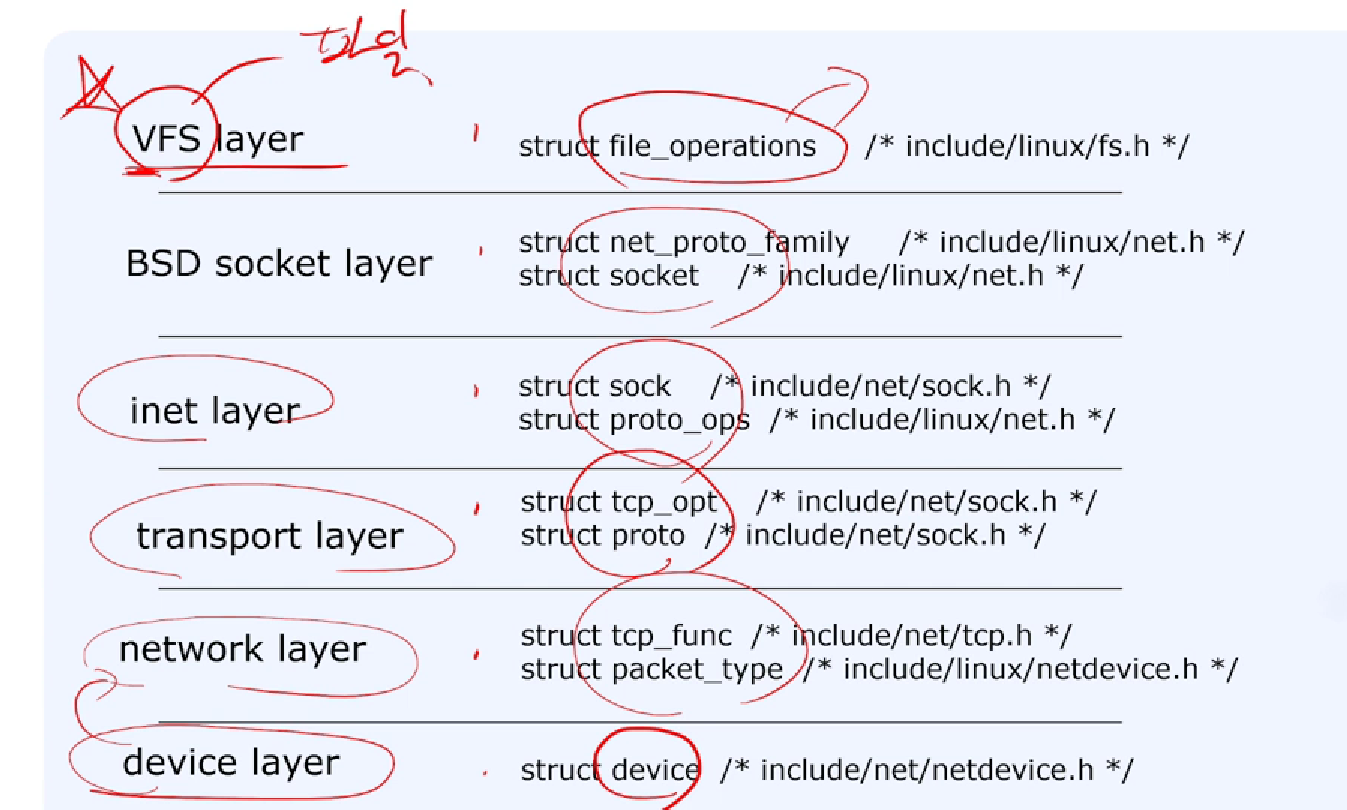 파일
VFS layer struct file_operations /* include/linux/fs.h */
BSD socket layer struct net_proto_family /* include/linux/net.h */
struct socket /* include/linux/net.h */
inet layer struct sock /* include/net/sock.h */
struct proto_ops /* include/linux/net.h */
transport layer struct tcp_opt /* include/net/sock.h */
struct proto /* include/net/sock.h */
network layer struct tcp_func /* include/net/tcp.h */
struct packet_type /* include/linux/netdevice.h */
device layer struct device /* include/net/netdevice.h */